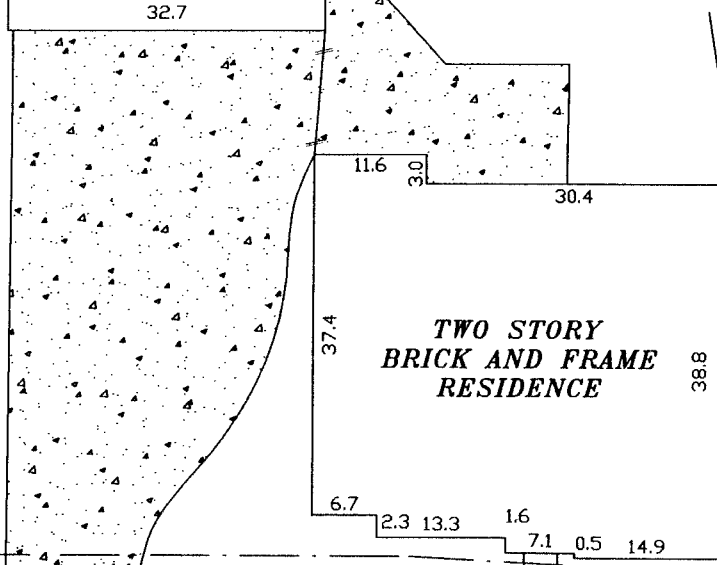 32.7
11.6
3.0
30.4
37.4
TWO STORY
BRICK AND FRAME
RESIDENCE
38.8
6.7
2.3 13.3
1.6
7.1 0.5 14.9